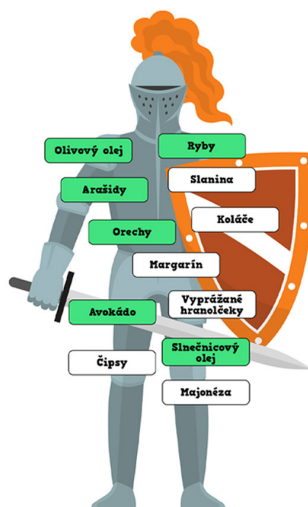 Olivový olej
Ryby
Arašidy
Slanina
Koláče
Orechy
Margarín
Avokádo
Vyprážané
hranolčeky
Čipsy
Slnečnicový
olej
Majonéza